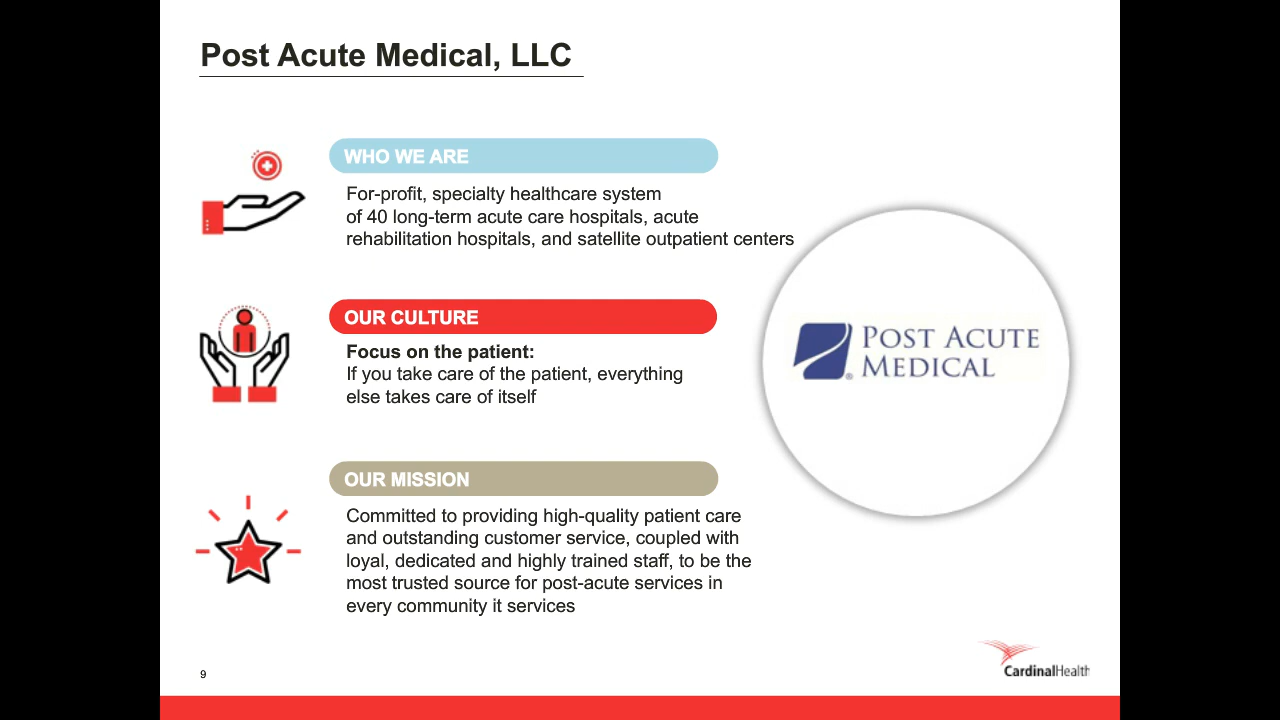 Post Acute Medical, LLC
WHO WE ARE
For-profit, specialty healthcare system
of 40 long-term acute care hospitals, acute
rehabilitation hospitals, and satellite outpatient centers
OUR CULTURE
Focus on the patient:
If you take care of the patient, everything
else takes care of itself
OUR MISSION
Committed to providing high-quality patient care
and outstanding customer service, coupled with
loyal, dedicated and highly trained staff, to be the
most trusted source for post-acute services in
every community it services
POST ACUTE
MEDICAL
®
9
CardinalHealth